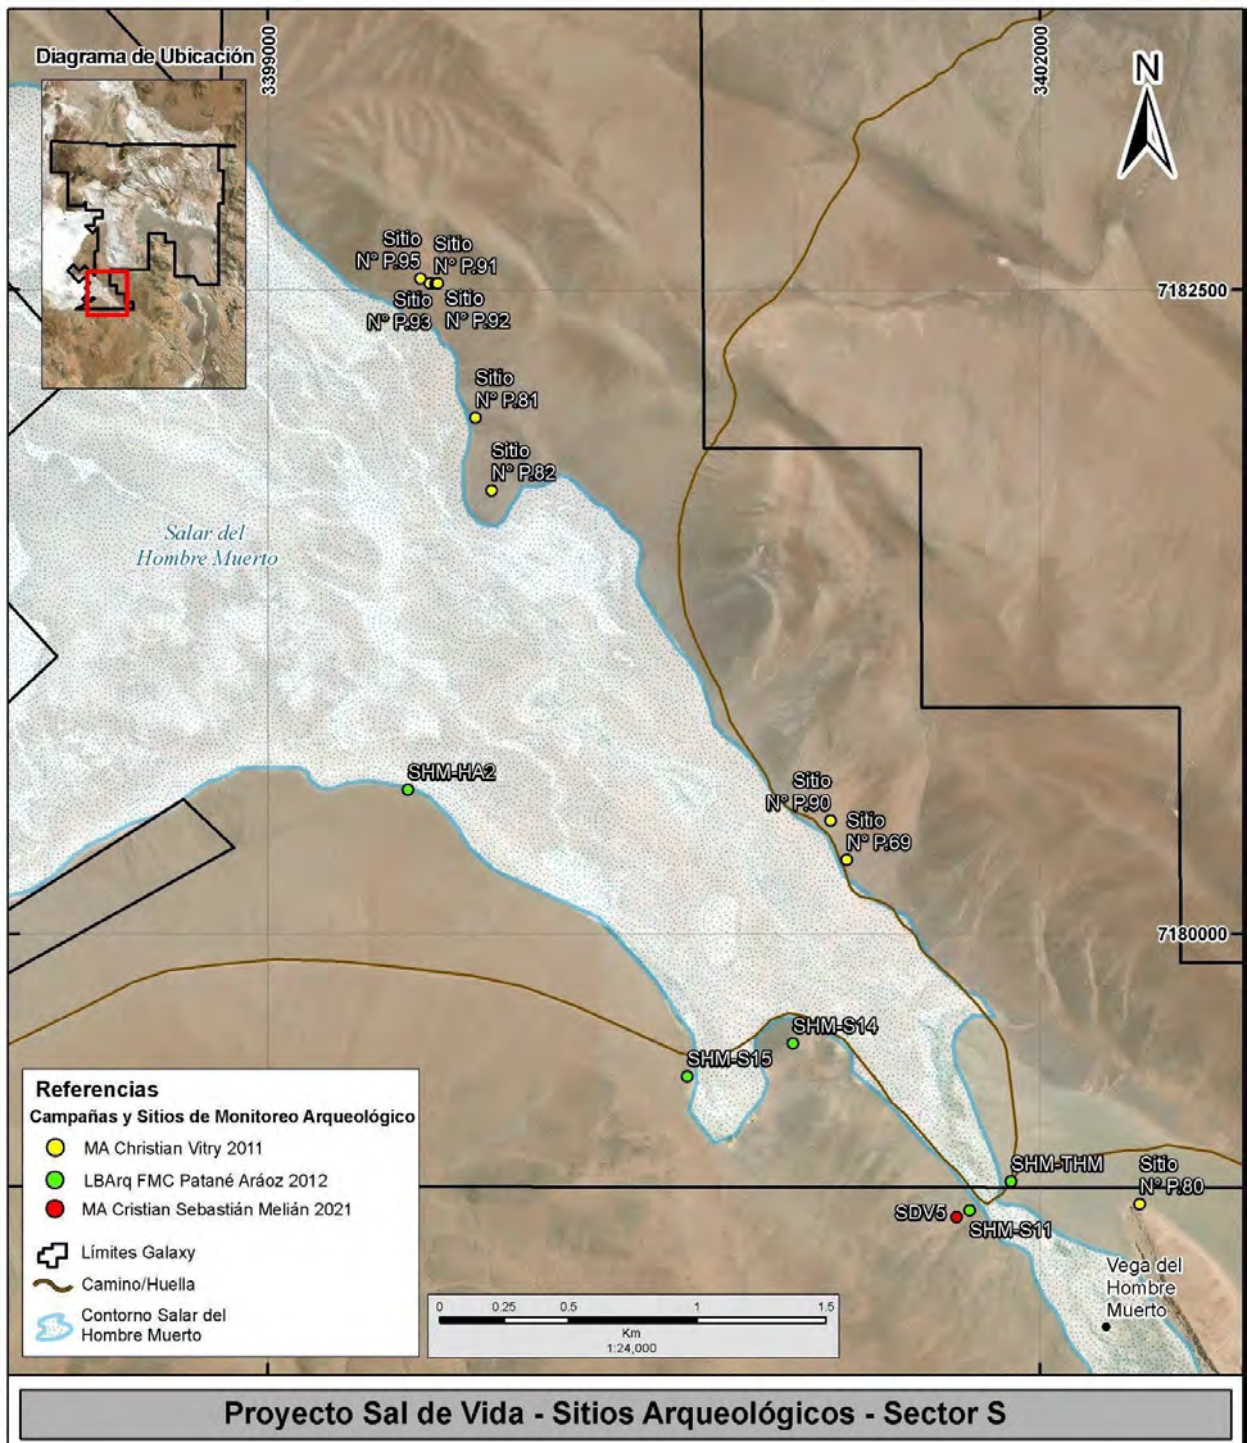 Diagrama de Ubicación
3399000
3402000
N
Sitio
N° P.95
Sitio
N° P.91
7182500
Sitio
N° P.93
Sitio
N° P.92
Sitio
N° P.81
Sitio
N° P.82
Salar del
Hombre Muerto
SHM-HA2
Sitio
N° P.90
Sitio
N° P.69
7180000
SHM-S14
SHM-S15
Referencias
Campañas y Sitios de Monitoreo Arqueológico
MA Christian Vitry 2011
LBArq FMC Patané Aráoz 2012
MA Cristian Sebastián Melián 2021
Límites Galaxy
Camino/Huella
Contorno Salar del
Hombre Muerto
SHM-THM
Sitio
N° P.80
SDV5
SHM-S11
Vega del
Hombre
Muerto
0 0.25 0.5 1 1.5
Km
1:24,000
Proyecto Sal de Vida - Sitios Arqueológicos - Sector S